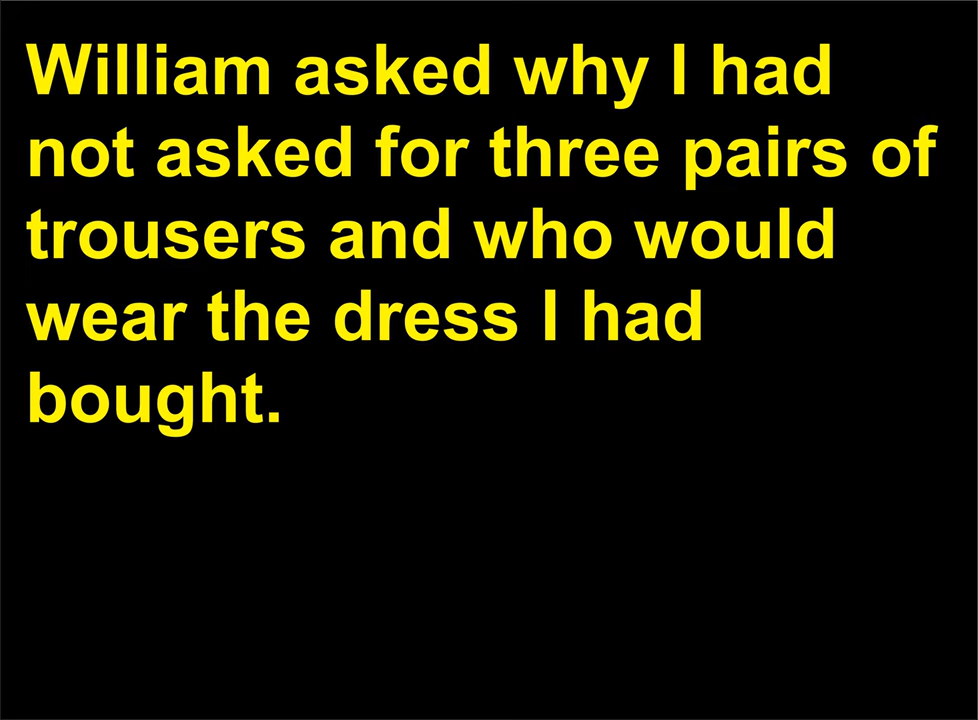 William asked why I had
not asked for three pairs of
trousers and who would
wear the dress I had
bought.